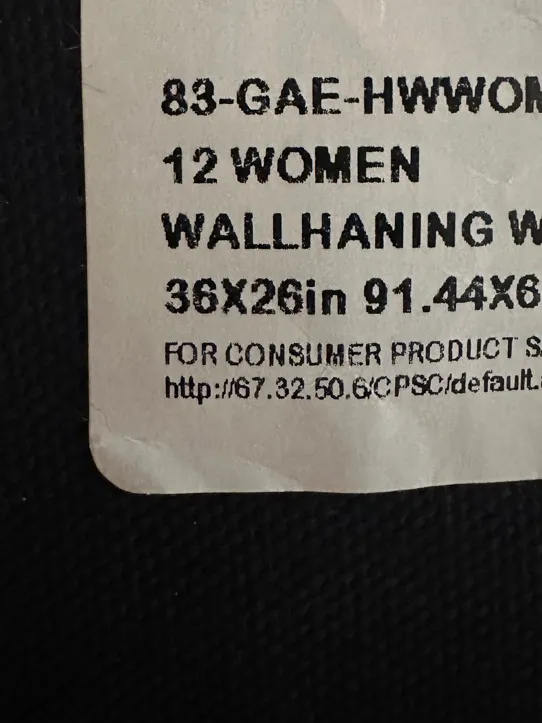 83-GAE-HWWOM
12 WOMEN
WALLHANING W
36X26in 91.44X6
FOR CONSUMER PRODUCT S
http://67.32.50.6/CPSC/default.